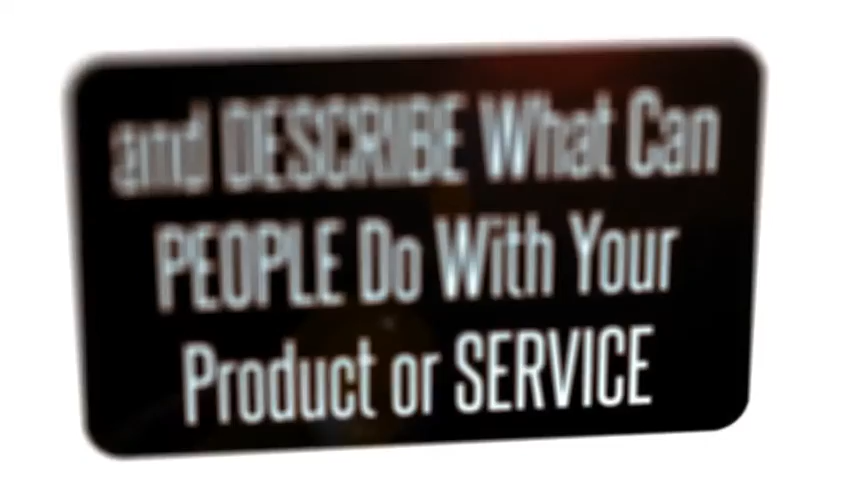 and DESCRIBE What Can
PEOPLE Do With Your
Product or SERVICE